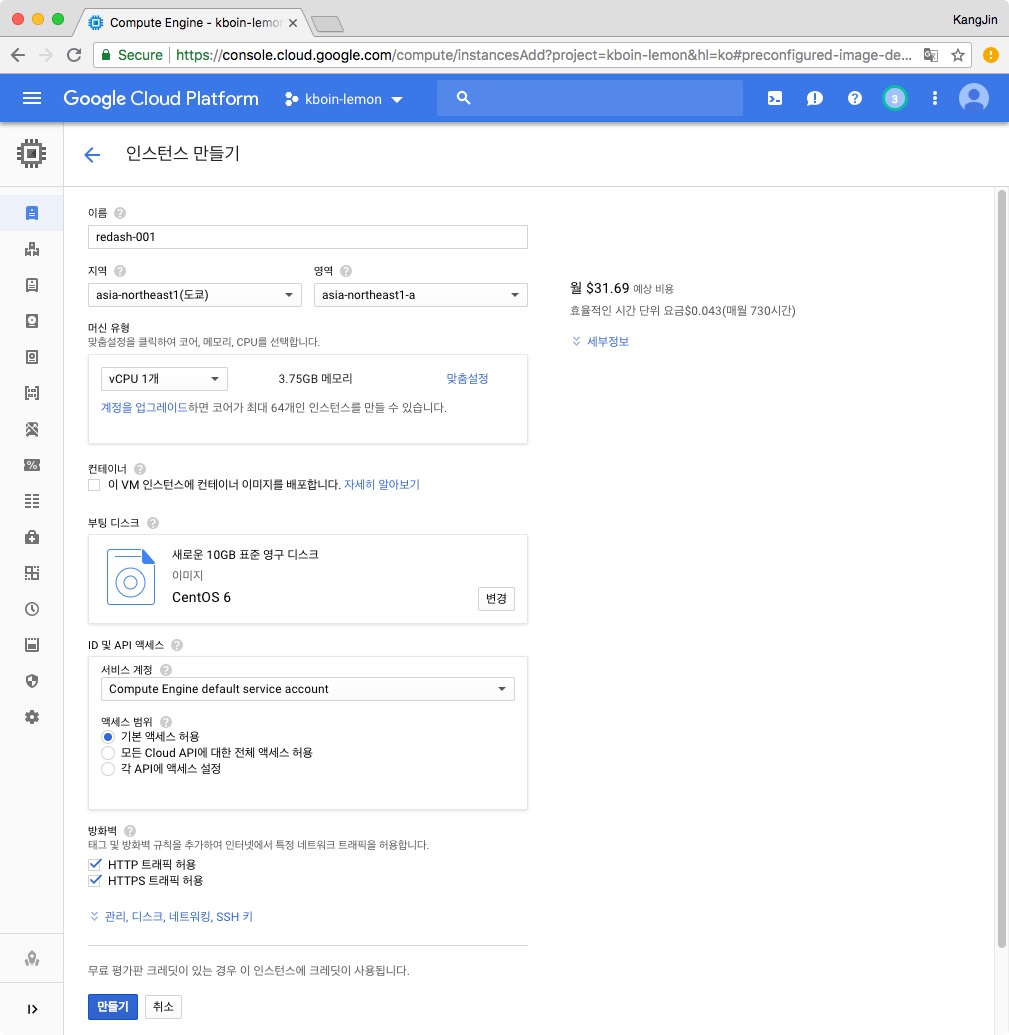 Compute Engine - kboin-lemon
KangJin
Secure
https://console.cloud.google.com/compute/instancesAdd?project=kboin-lemon&hl=ko#preconfigured-image-de...
Google Cloud Platform
kboin-lemon
3
인스턴스 만들기
이름
redash-001
지역
영역
asia-northeast1(도쿄)
asia-northeast1-a
월 $31.69 예상 비용
효율적인 시간 단위 요금$0.043(매월 730시간)
세부정보
머신 유형
맞춤설정을 클릭하여 코어, 메모리, CPU를 선택합니다.
vCPU 1개
3.75GB 메모리
맞춤설정
계정을 업그레이드하면 코어가 최대 64개인 인스턴스를 만들 수 있습니다.
컨테이너
이 VM 인스턴스에 컨테이너 이미지를 배포합니다. 자세히 알아보기
부팅 디스크
새로운 10GB 표준 영구 디스크
이미지
CentOS 6
변경
ID 및 API 액세스
서비스 계정
Compute Engine default service account
액세스 범위
기본 액세스 허용
모든 Cloud API에 대한 전체 액세스 허용
각 API에 액세스 설정
방화벽
태그 및 방화벽 규칙을 추가하여 인터넷에서 특정 네트워크 트래픽을 허용합니다.
HTTP 트래픽 허용
HTTPS 트래픽 허용
관리, 디스크, 네트워킹, SSH 키
무료 평가판 크레딧이 있는 경우 이 인스턴스에 크레딧이 사용됩니다.
만들기
취소